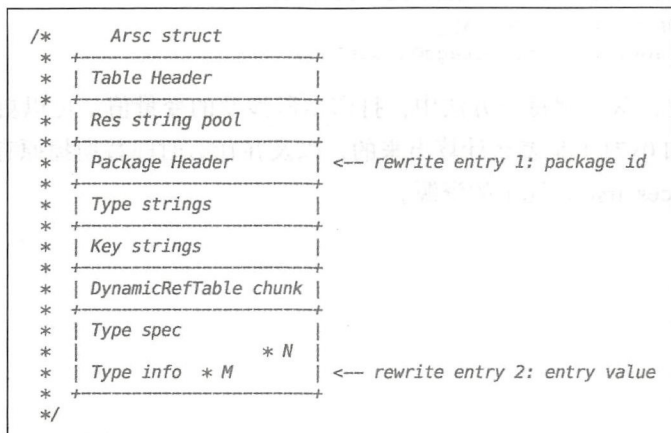 /* Arsc struct
* +-----------------------+
* | Table Header |
* +-----------------------+
* | Res string pool |
* +-----------------------+
* | Package Header | <-- rewrite entry 1: package id
* +-----------------------+
* | Type strings |
* +-----------------------+
* | Key strings |
* +-----------------------+
* | DynamicRefTable chunk |
* +-----------------------+
* | Type spec |
* | * N |
* | Type info * M | <-- rewrite entry 2: entry value
* +-----------------------+
*/